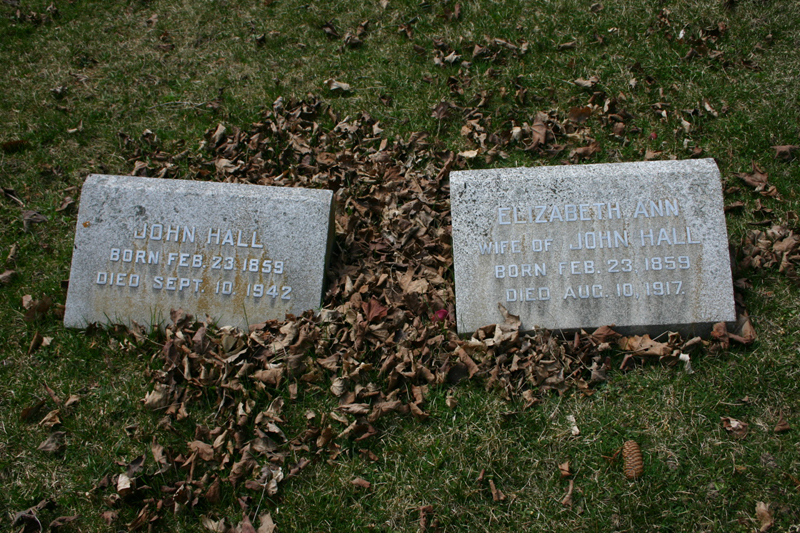 JOHN HALL
BORN FEB. 23. 1859
DIED SEPT. 10. 1942
ELIZABETH ANN
WIFE OF JOHN HALL
BORN FEB. 23. 1859
DIED AUG. 10, 1917.